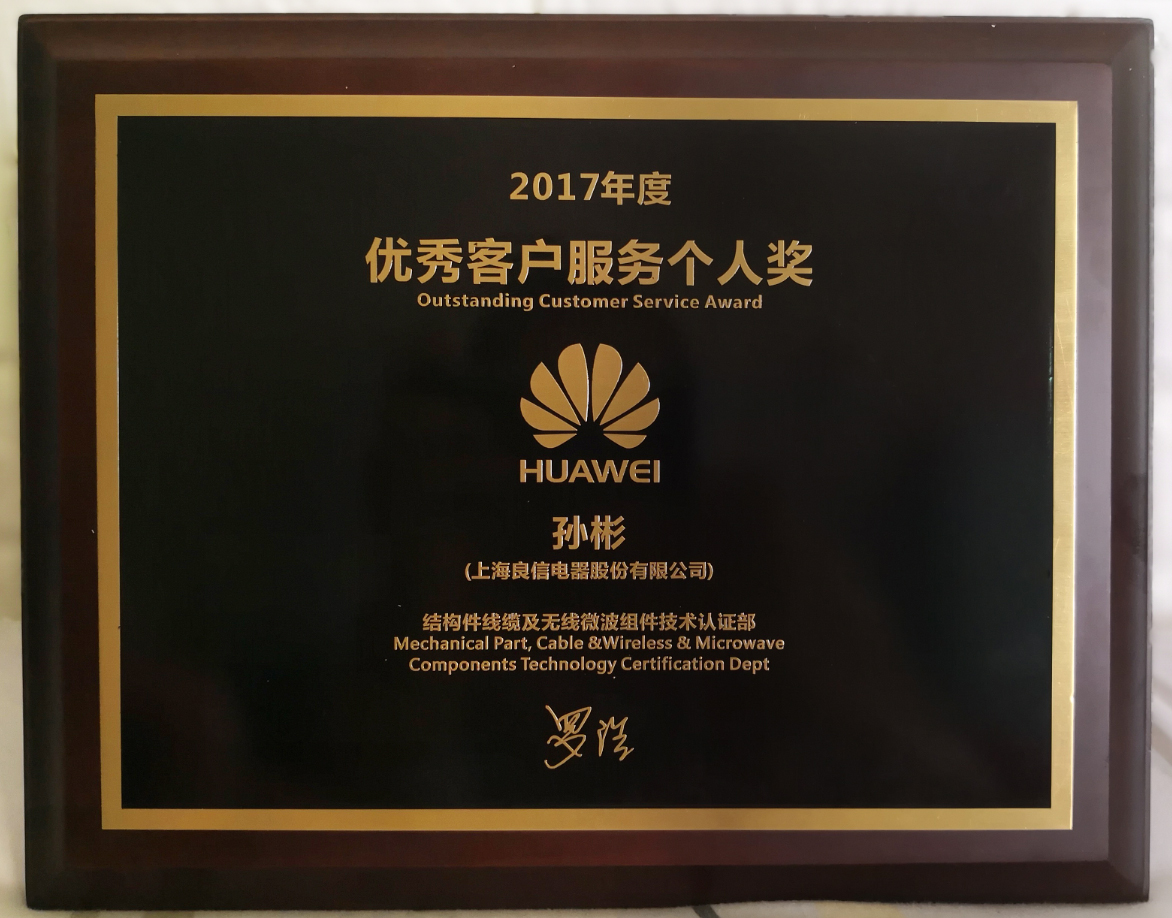 2017年度
优秀客户服务个人奖
Outstanding Customer Service Award
HUAWEI
孙彬
(上海良信电器股份有限公司)
结构件线缆及无线微波组件技术认证部
Mechanical Part, Cable &Wireless & Microwave
Components Technology Certification Dept